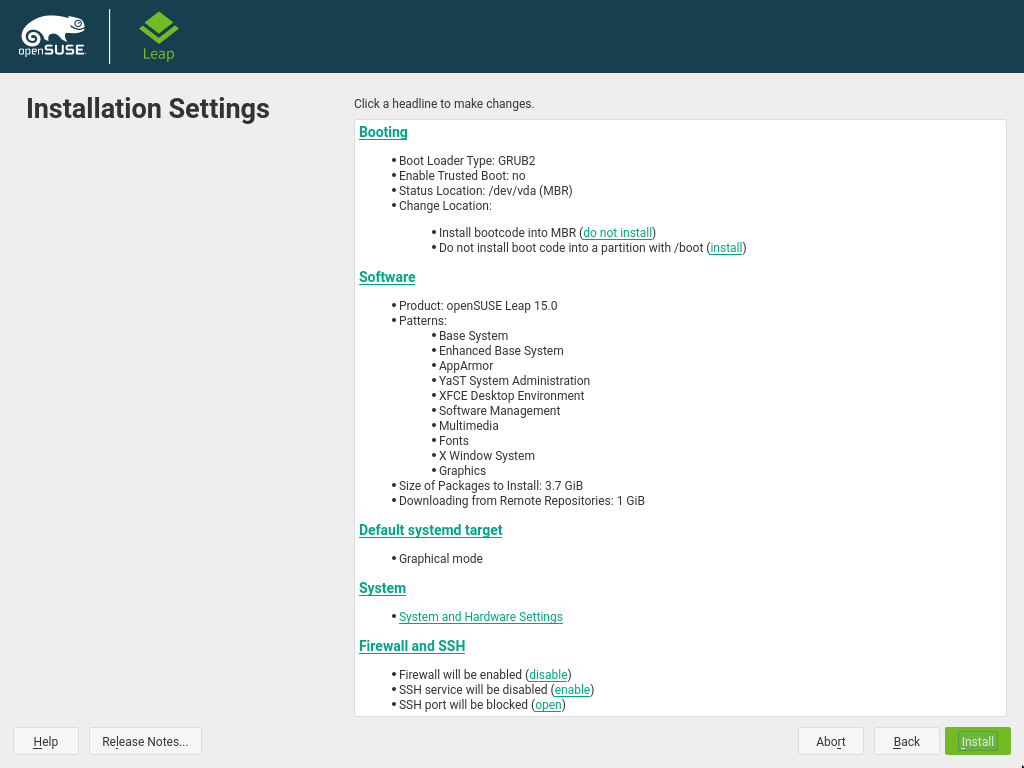 openSUSE.
Leap
Installation Settings
Click a headline to make changes.
Booting
Boot Loader Type: GRUB2
Enable Trusted Boot: no
Status Location: /dev/vda (MBR)
Change Location:
Install bootcode into MBR (do not install)
Do not install boot code into a partition with /boot (install)
Software
Product: openSUSE Leap 15.0
Patterns:
Base System
Enhanced Base System
AppArmor
YaST System Administration
XFCE Desktop Environment
Software Management
Multimedia
Fonts
X Window System
Graphics
Size of Packages to Install: 3.7 GiB
Downloading from Remote Repositories: 1 GiB
Default systemd target
Graphical mode
System
System and Hardware Settings
Firewall and SSH
Firewall will be enabled (disable)
SSH service will be disabled (enable)
SSH port will be blocked (open)
Help Release Notes... Abort Back Install